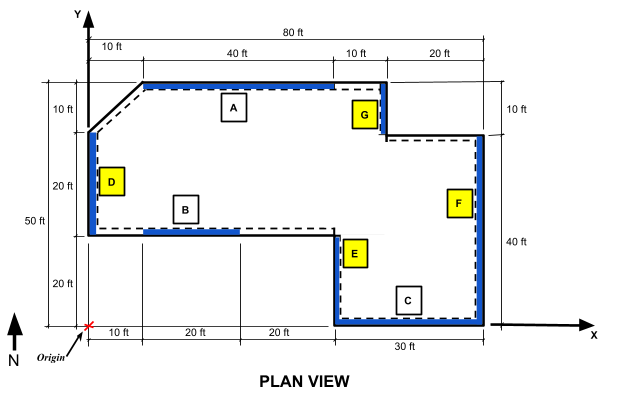 Y
80 ft
10 ft
40 ft
10 ft
20 ft
10 ft
A
G
10 ft
20 ft
D
B
F
50 ft
40 ft
E
20 ft
C
10 ft
20 ft
20 ft
30 ft
X
N
Origin
PLAN VIEW